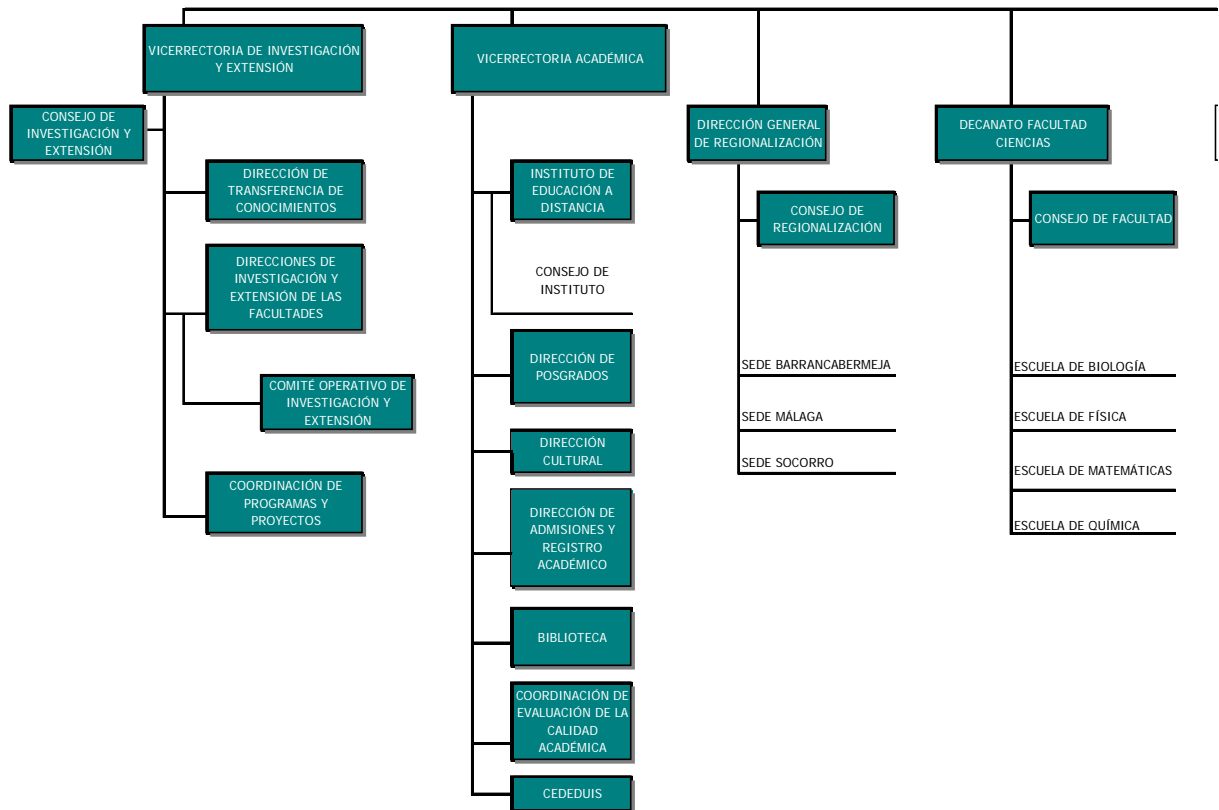 VICERRECTORIA DE INVESTIGACIÓN
Y EXTENSIÓN
CONSEJO DE
INVESTIGACIÓN Y
EXTENSIÓN
DIRECCIÓN DE
TRANSFERENCIA DE
CONOCIMIENTOS
DIRECCIONES DE
INVESTIGACIÓN Y
EXTENSIÓN DE LAS
FACULTADES
COMITÉ OPERATIVO DE
INVESTIGACIÓN Y
EXTENSIÓN
COORDINACIÓN DE
PROGRAMAS Y
PROYECTOS
VICERRECTORIA ACADÉMICA
INSTITUTO DE
EDUCACIÓN A
DISTANCIA
CONSEJO DE
INSTITUTO
DIRECCIÓN DE
POSGRADOS
DIRECCIÓN
CULTURAL
DIRECCIÓN DE
ADMISIONES Y
REGISTRO
ACADÉMICO
BIBLIOTECA
COORDINACIÓN DE
EVALUACIÓN DE LA
CALIDAD
ACADÉMICA
CEDEDUIS
DIRECCIÓN GENERAL
DE REGIONALIZACIÓN
CONSEJO DE
REGIONALIZACIÓN
SEDE BARRANCABERMEJA
SEDE MÁLAGA
SEDE SOCORRO
DECANATO FACULTAD
CIENCIAS
CONSEJO DE FACULTAD
ESCUELA DE BIOLOGÍA
ESCUELA DE FÍSICA
ESCUELA DE MATEMÁTICAS
ESCUELA DE QUÍMICA